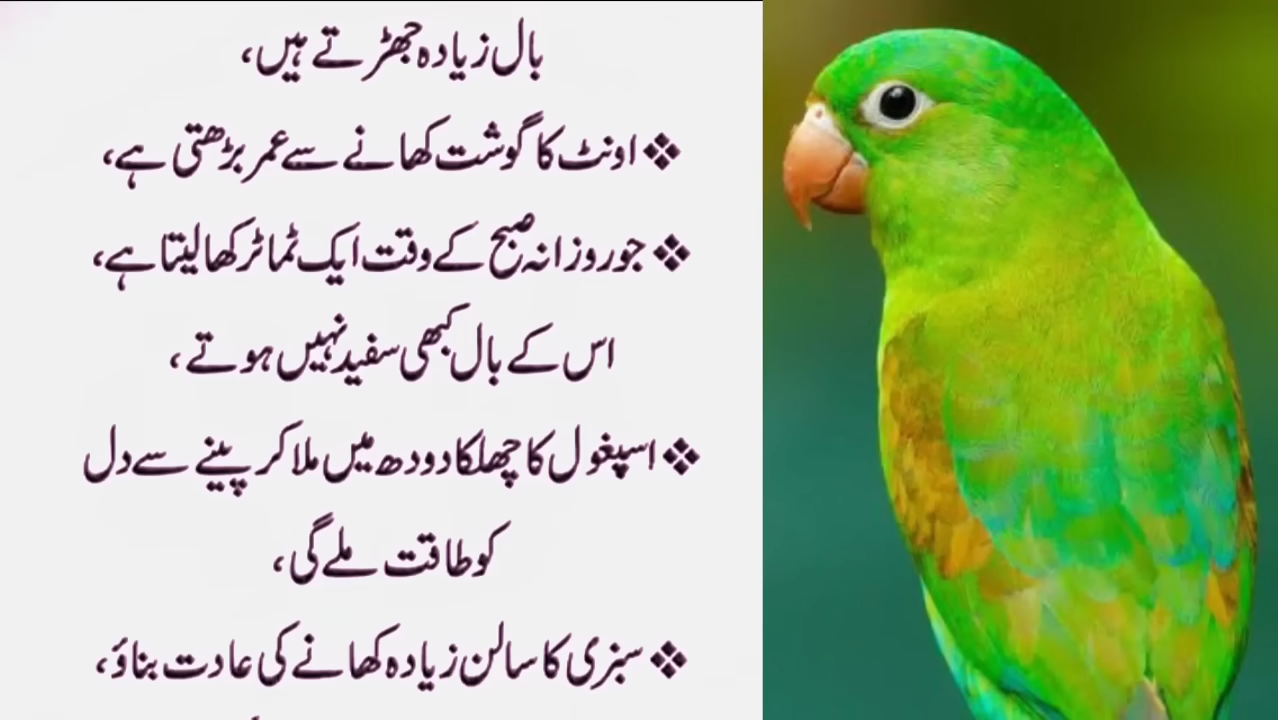 بال زیادہ جھڑتے ہیں،
❖ اونٹ کا گوشت کھانے سے عمر بڑھتی ہے،
❖ جو روزانہ صبح کے وقت ایک ٹماٹر کھا لیتا ہے،
اس کے بال کبھی سفید نہیں ہوتے،
❖ اسپغول کا چھلکا دودھ میں ملا کر پینے سے دل
کو طاقت ملے گی،
❖ سبزی کا سالن زیادہ کھانے کی عادت بناؤ،